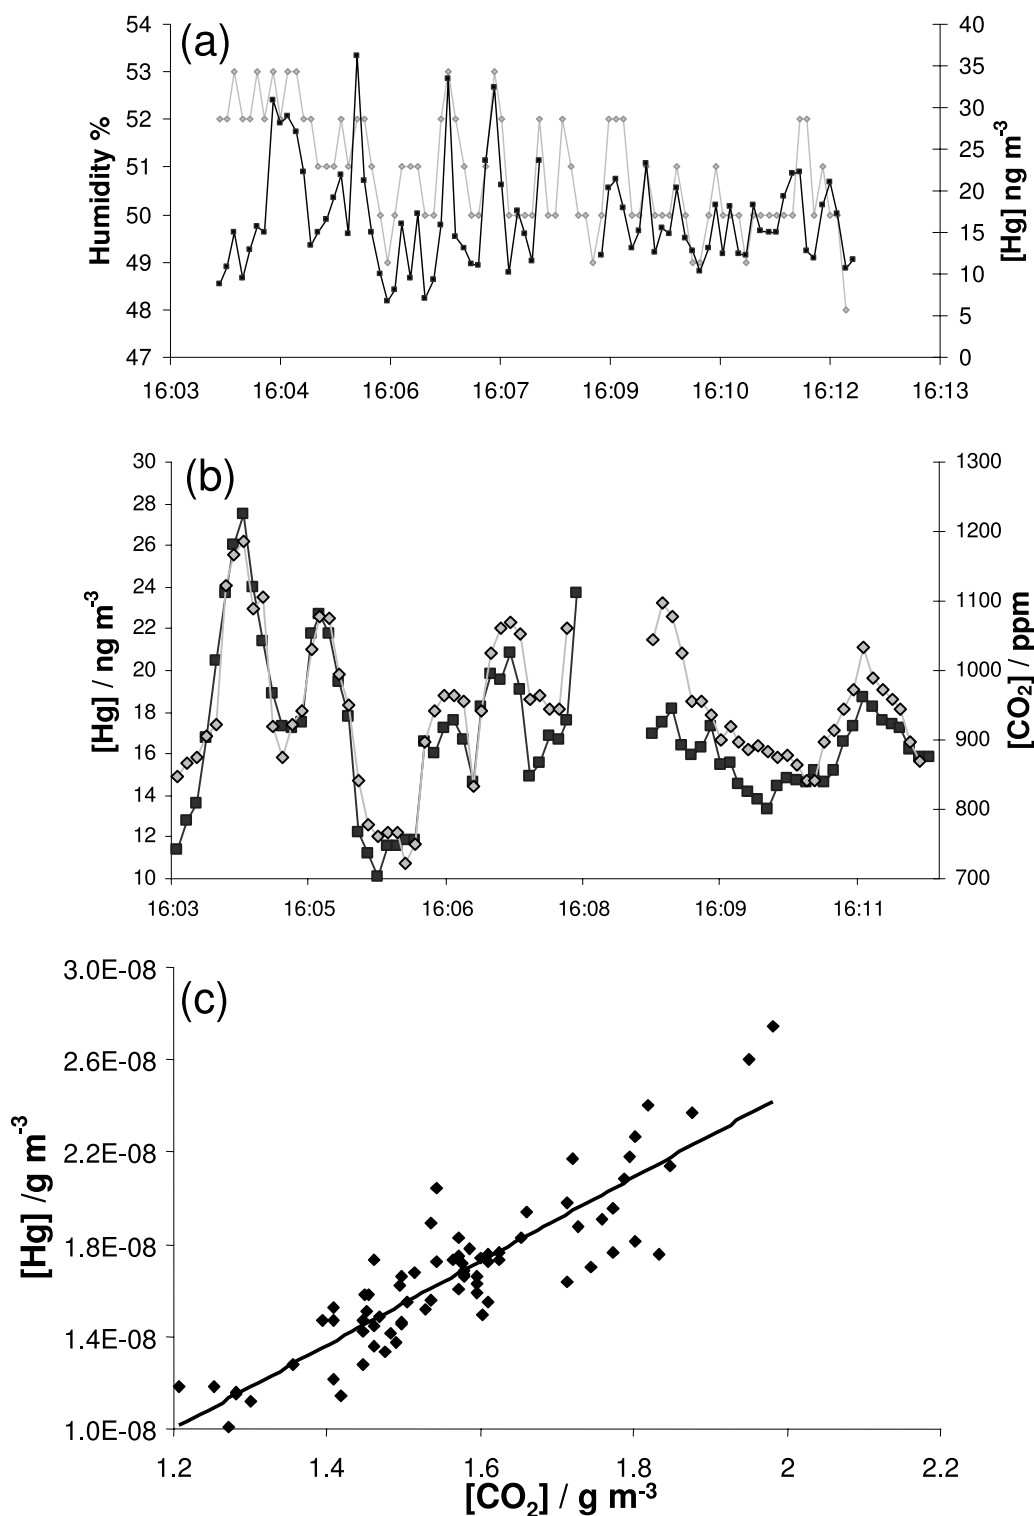 (a)
54
53
52
51
50
49
48
47
Humidity %
40
35
30
25
20
15
10
5
0
[Hg] ng m-3
16:03 16:04 16:06 16:07 16:09 16:10 16:12 16:13
(b)
30
28
26
24
22
20
18
16
14
12
10
[Hg] / ng m-3
1300
1200
1100
1000
900
800
700
[CO2] / ppm
16:03 16:05 16:06 16:08 16:09 16:11
(c)
3.0E-08
2.6E-08
2.2E-08
1.8E-08
1.4E-08
1.0E-08
[Hg] /g m-3
1.2 1.4 1.6 1.8 2 2.2
[CO2] / g m-3